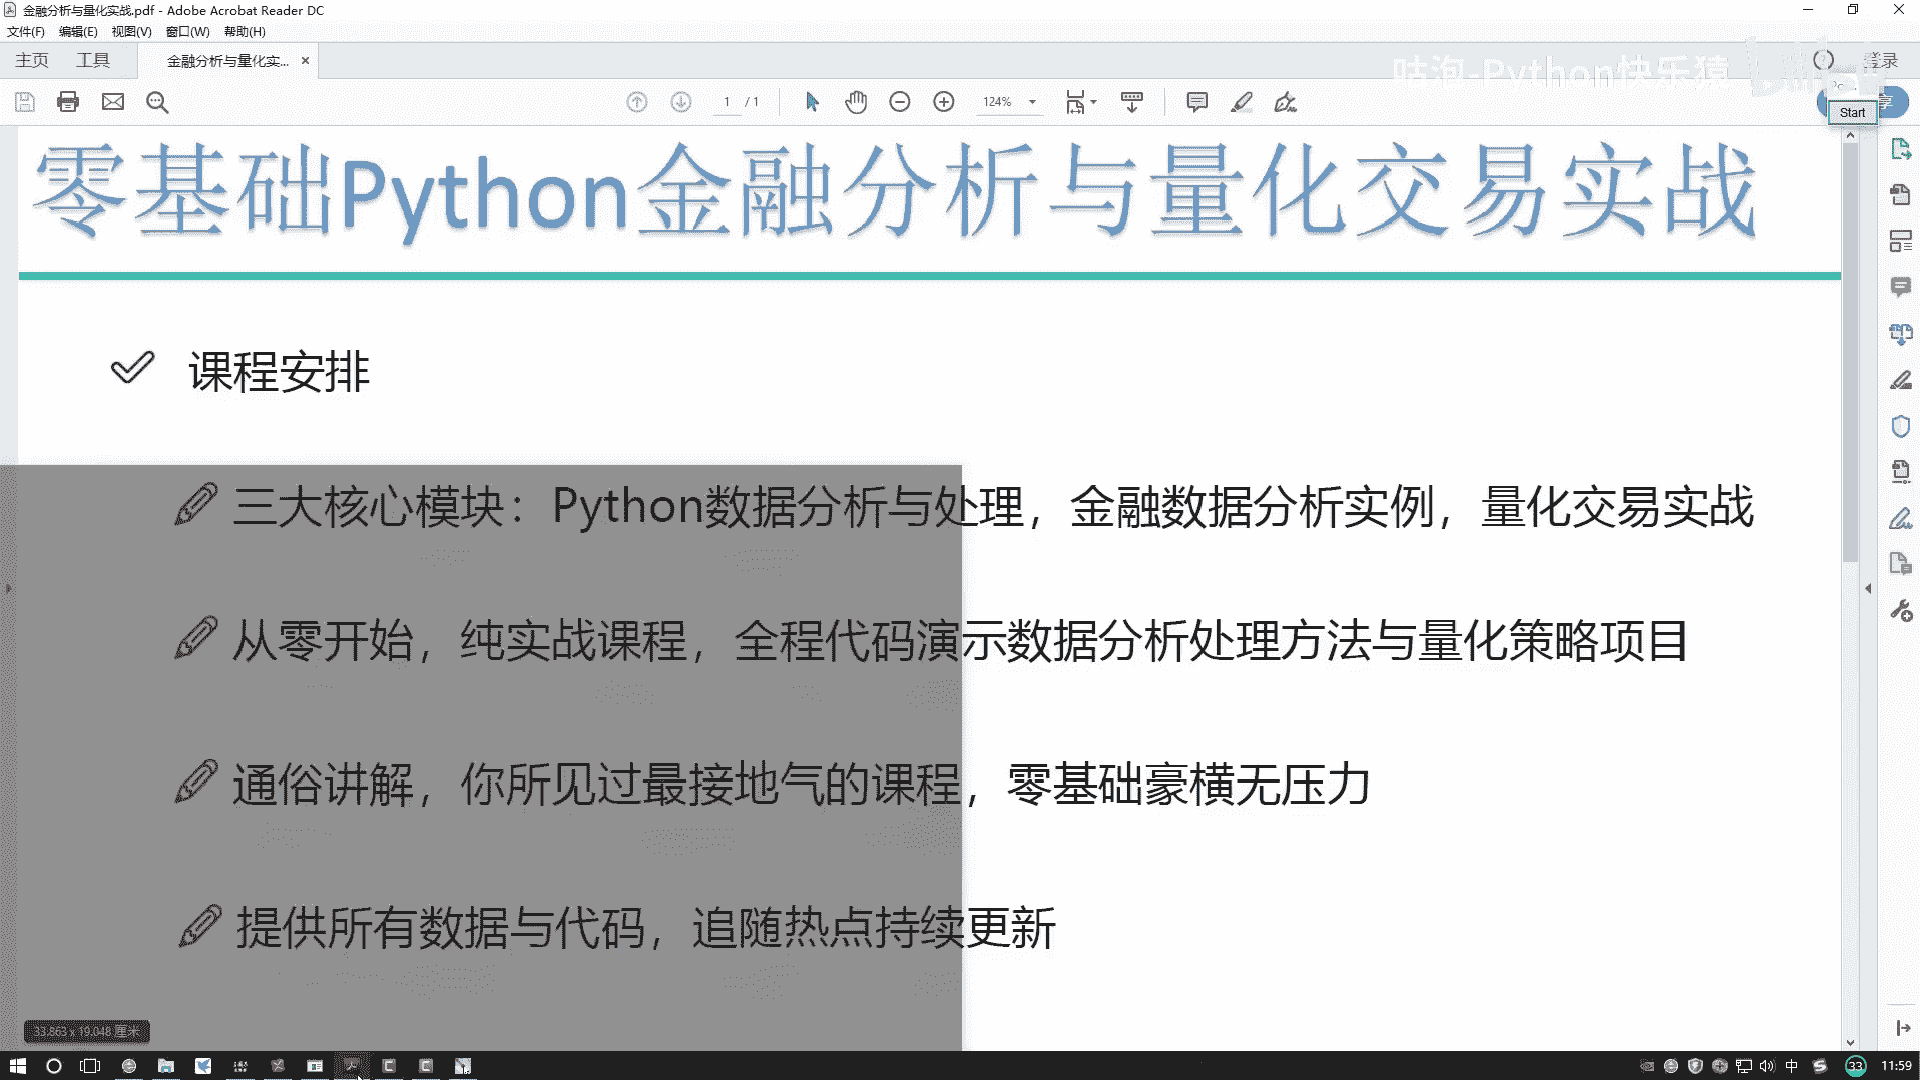 金融分析与量化实战.pdf - Adobe Acrobat Reader DC
文件(F) 编辑(E) 视图(V) 窗口(W) 帮助(H)
主页 工具 金融分析与量化实... × 登录
咕泡-Python快乐猿 bilibili
1 / 1 124% 享
Start
零基础Python金融分析与量化交易实战
课程安排
三大核心模块：Python数据分析与处理，金融数据分析实例，量化交易实战
从零开始，纯实战课程，全程代码演示数据分析处理方法与量化策略项目
通俗讲解，你所见过最接地气的课程，零基础豪横无压力
提供所有数据与代码，追随热点持续更新
33.863 x 19.048 厘米
中 33 11:59